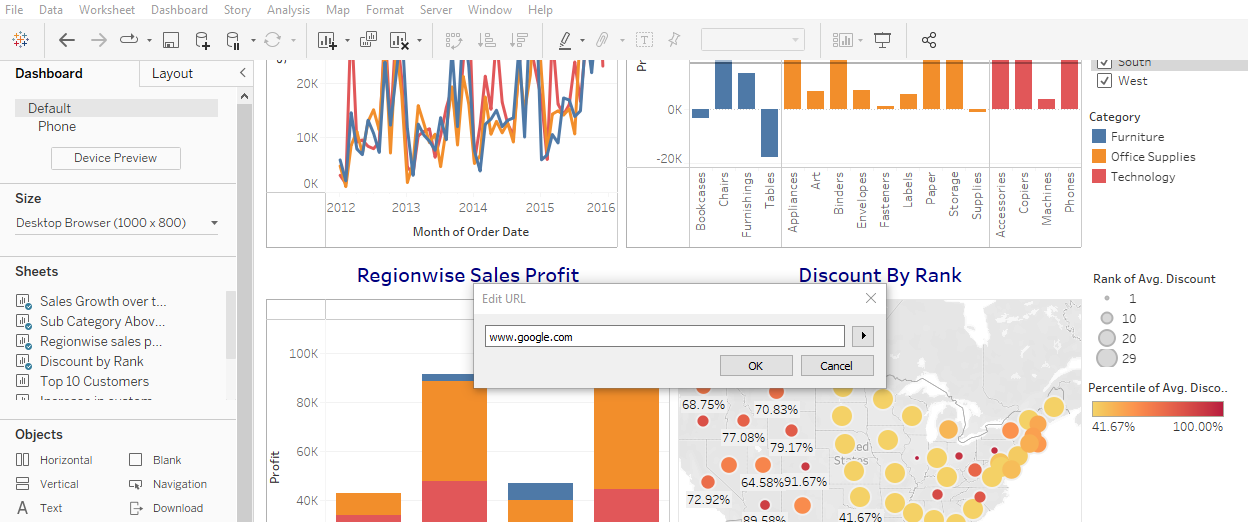 File Data Worksheet Dashboard Story Analysis Map Format Server Window Help
Dashboard Layout
Default
Phone
Device Preview
Size
Desktop Browser (1000 x 800)
Sheets
Sales Growth over t...
Sub Category Abov...
Regionwise sales p...
Discount by Rank
Top 10 Customers
Objects
Horizontal Blank
Vertical Navigation
Text Download
20K
10K
0K
2012 2013 2014 2015 2016
Month of Order Date
Pr
0K
-20K
Bookcases
Chairs
Furnishings
Tables
Appliances
Art
Binders
Envelopes
Fasteners
Labels
Paper
Storage
Supplies
Accessories
Copiers
Machines
Phones
South
West
Category
Furniture
Office Supplies
Technology
Regionwise Sales Profit
Profit
100K
80K
60K
40K
Edit URL
www.google.com
OK Cancel
Discount By Rank
68.75%
70.83%
77.08%
79.17%
64.58%
91.67%
72.92%
89.58%
41.67%
United
States
Rank of Avg. Discount
1
10
20
29
Percentile of Avg. Disco..
41.67% 100.00%